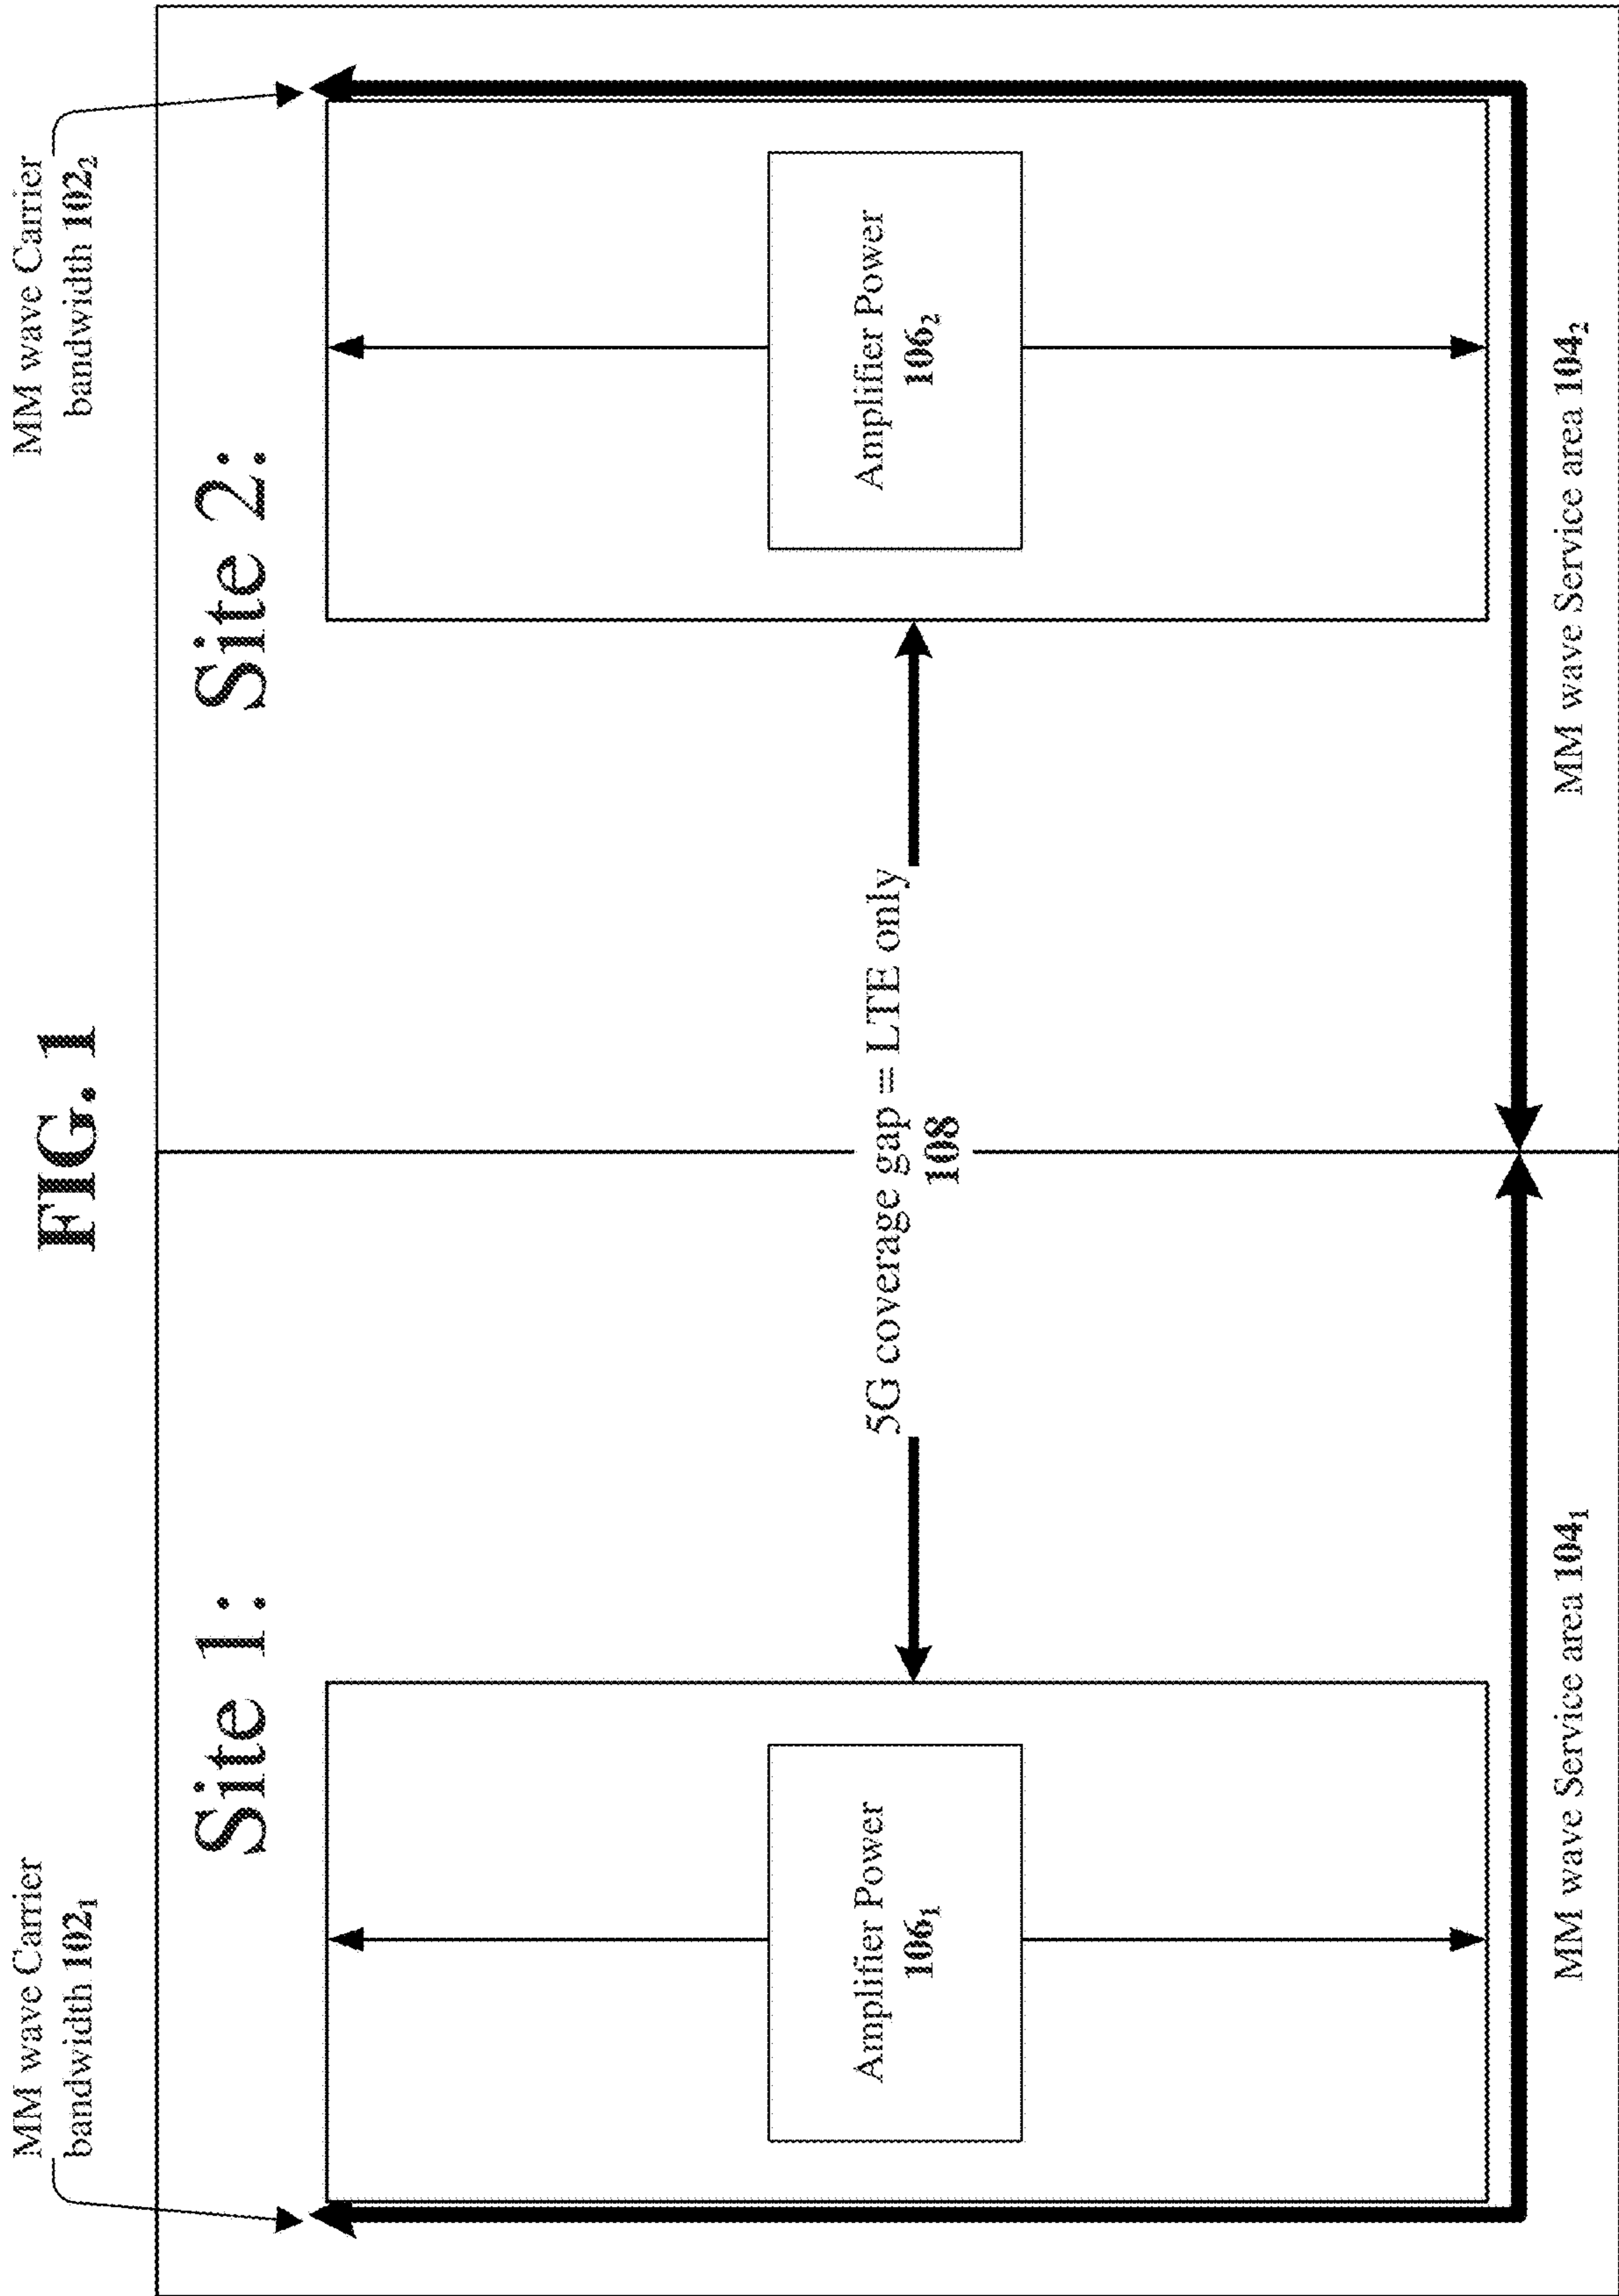 FIG. 1
MM wave Carrier
bandwidth 102₁
MM wave Carrier
bandwidth 102₂
Site 1:
Site 2:
Amplifier Power
106₁
5G coverage gap = LTE only
108
Amplifier Power
106₂
MM wave Service area 104₁
MM wave Service area 104₂